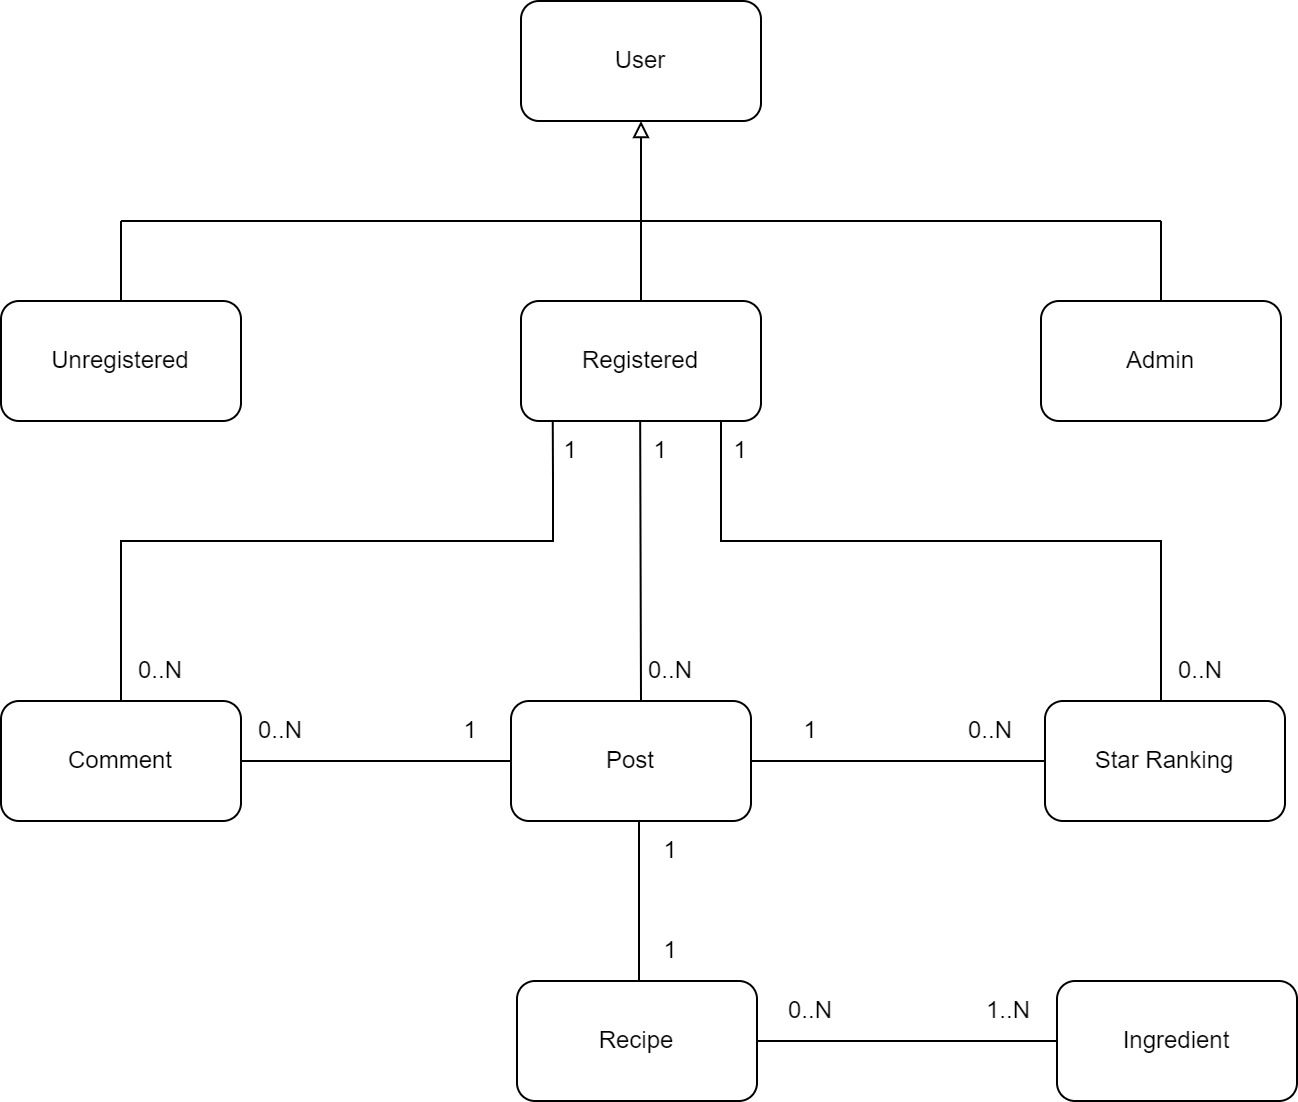 User
Unregistered
Registered
Admin
1
1
1
0..N
0..N
0..N
0..N
1
1
0..N
Comment
Post
Star Ranking
1
1
0..N
1..N
Recipe
Ingredient